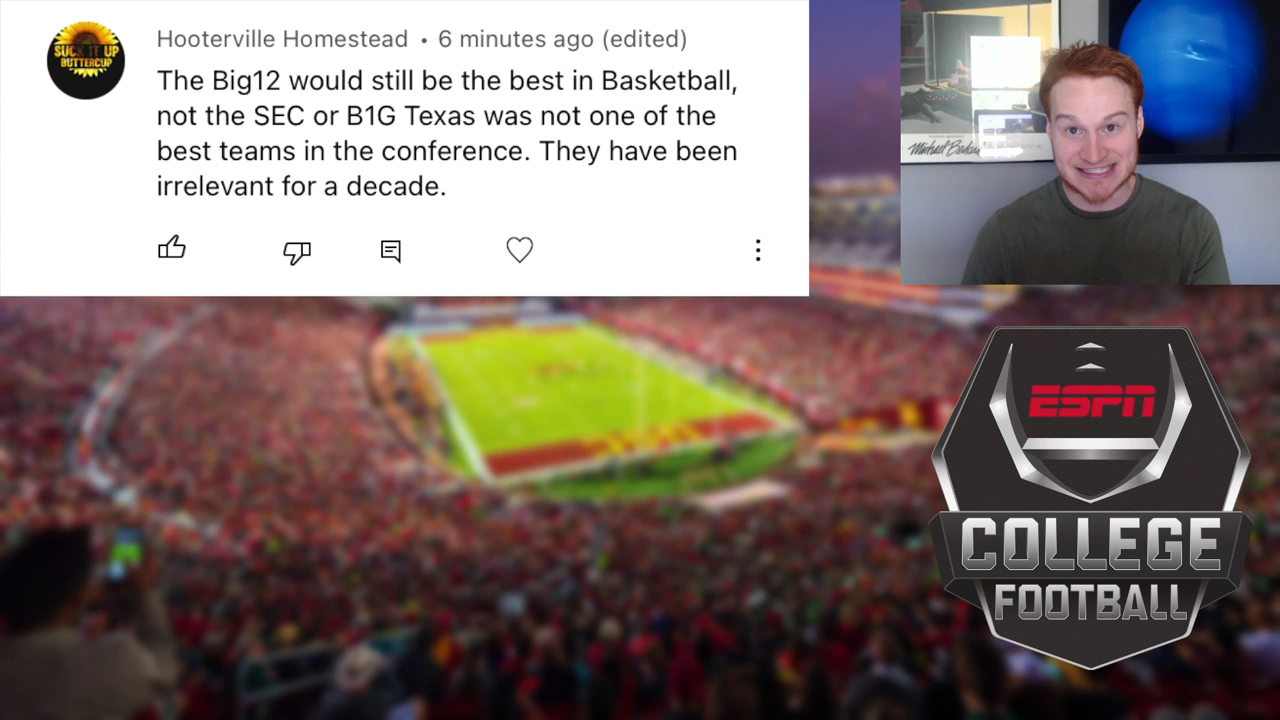 SUCK IT UP
BUTTERCUP
Hooterville Homestead • 6 minutes ago (edited)
The Big12 would still be the best in Basketball,
not the SEC or B1G Texas was not one of the
best teams in the conference. They have been
irrelevant for a decade.
ESPN
COLLEGE
FOOTBALL